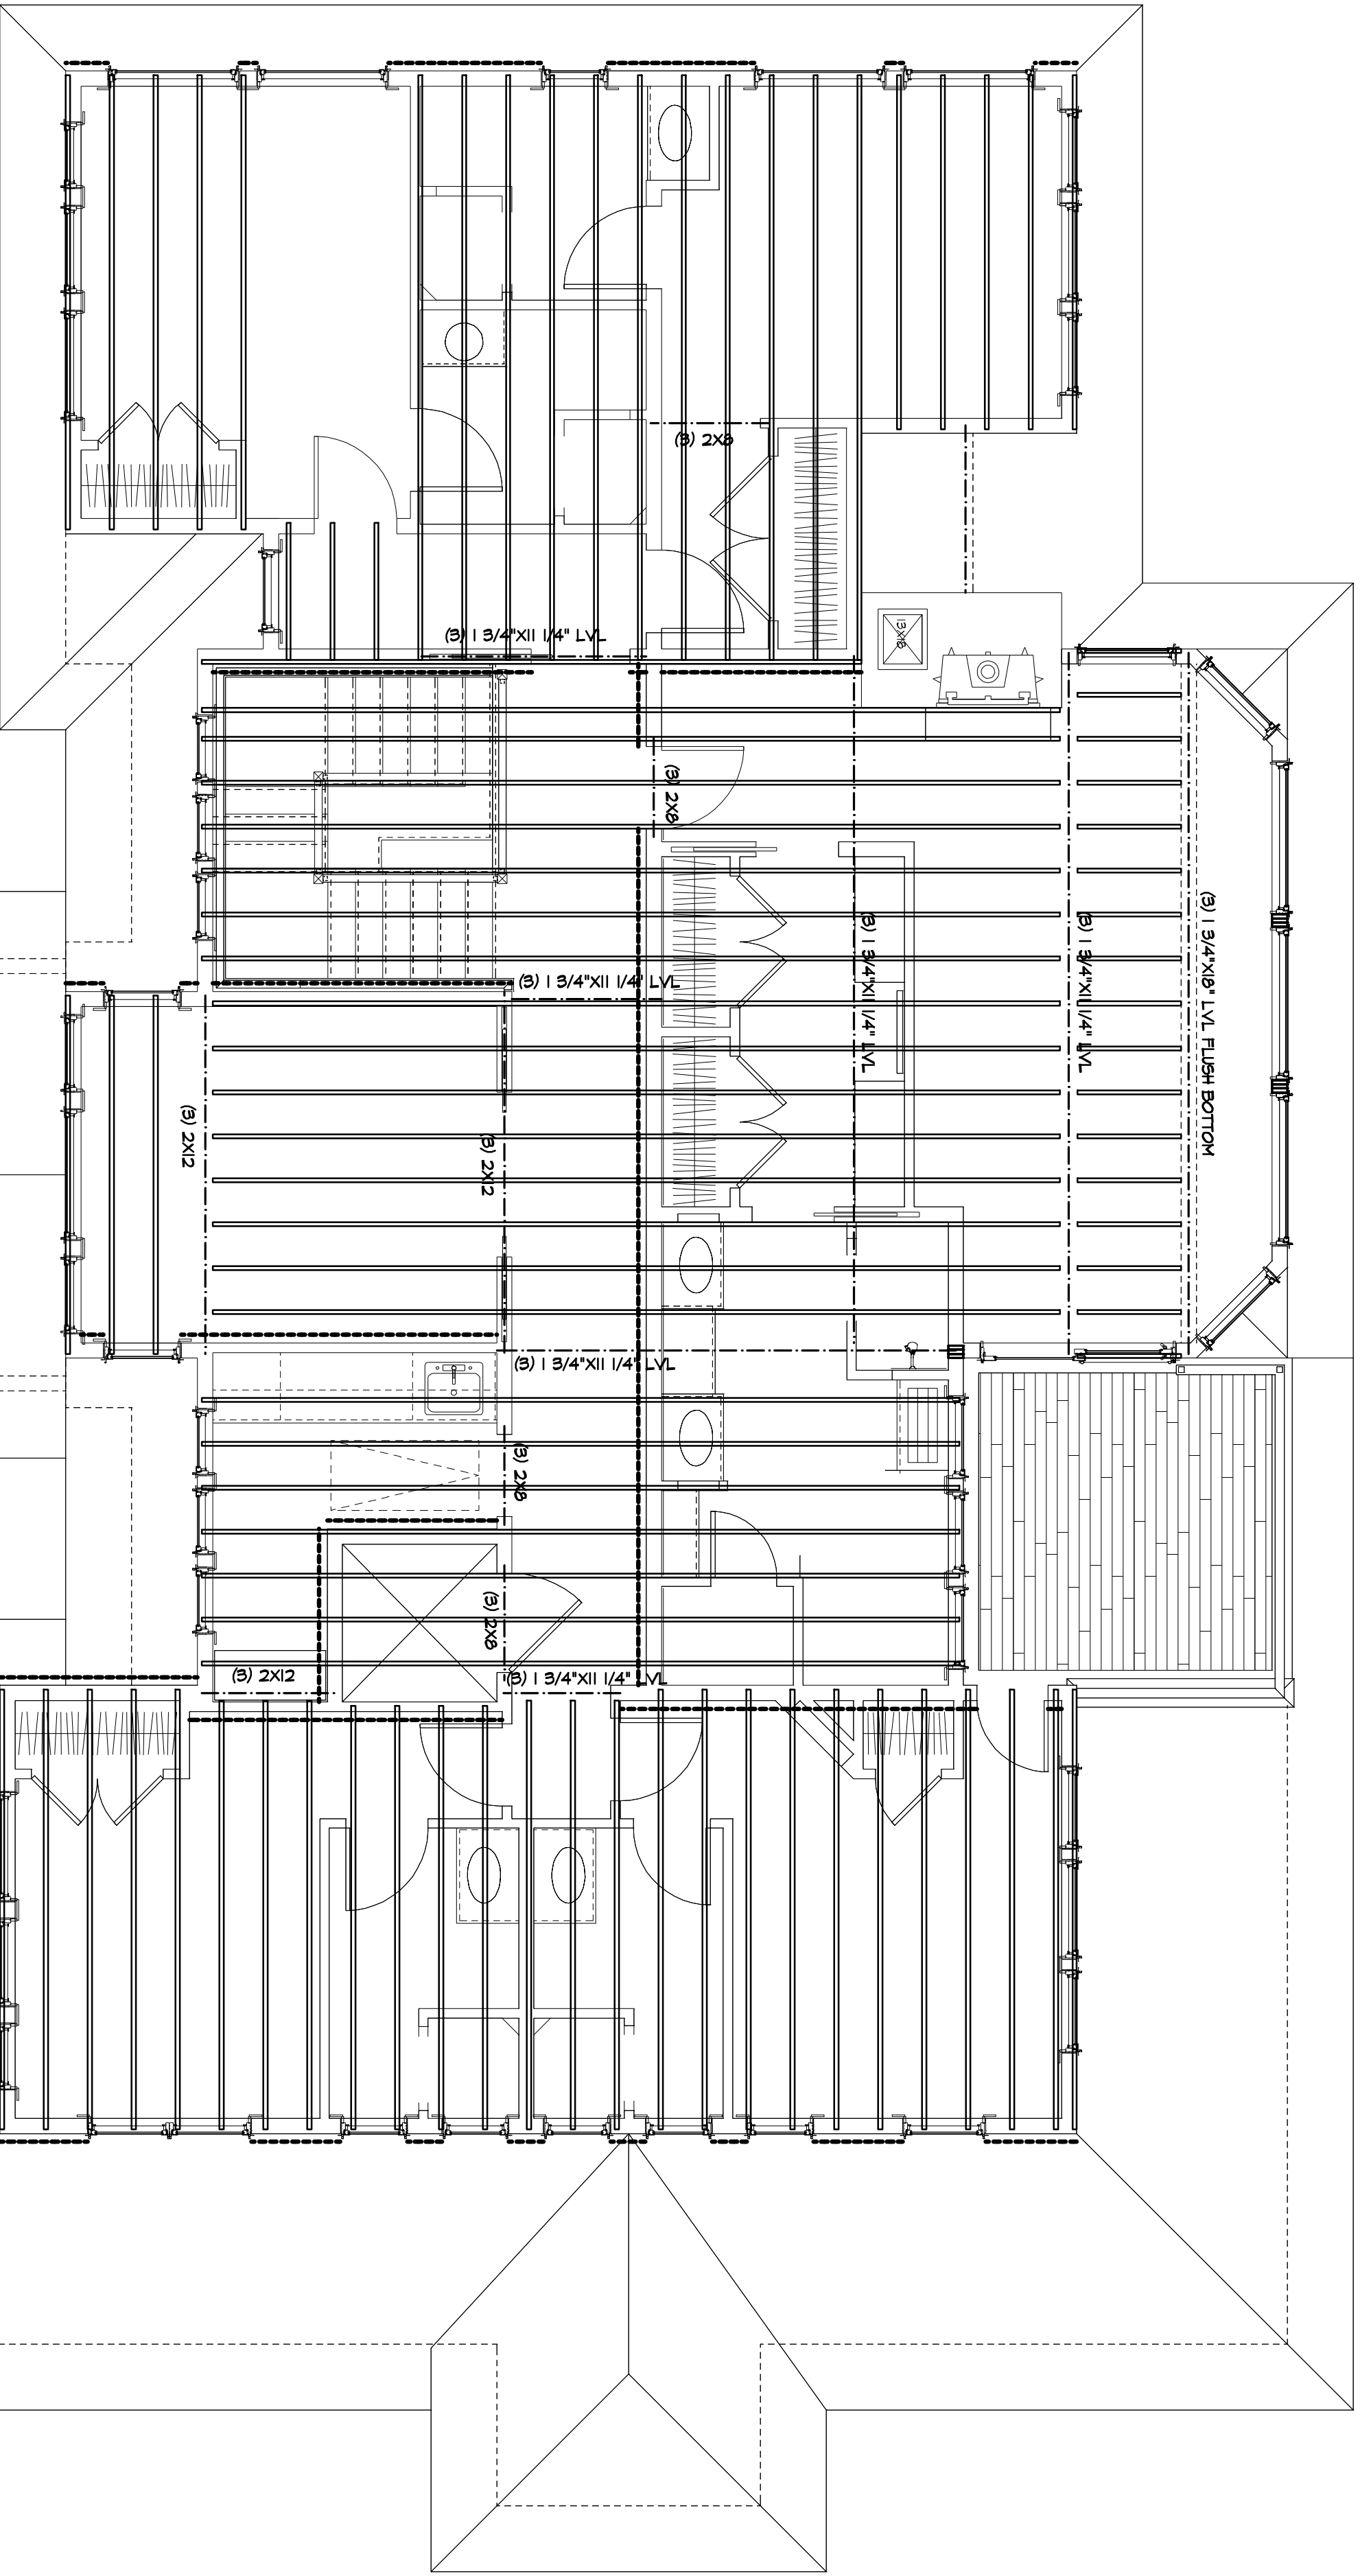 (3) 2X8
13X18
(3) 1 3/4"X11 1/4" LVL
(3) 2X8
(3) 1 3/4"X11 1/4" LVL
(3) 1 3/4"X11 1/4" LVL
(3) 1 3/4"X18" LVL FLUSH BOTTOM
(3) 1 3/4"X11 1/4" LVL
(3) 2X12
(3) 2X12
(3) 1 3/4"X11 1/4" LVL
(3) 2X8
(3) 2X8
(3) 2X12
(3) 1 3/4"X11 1/4" LVL